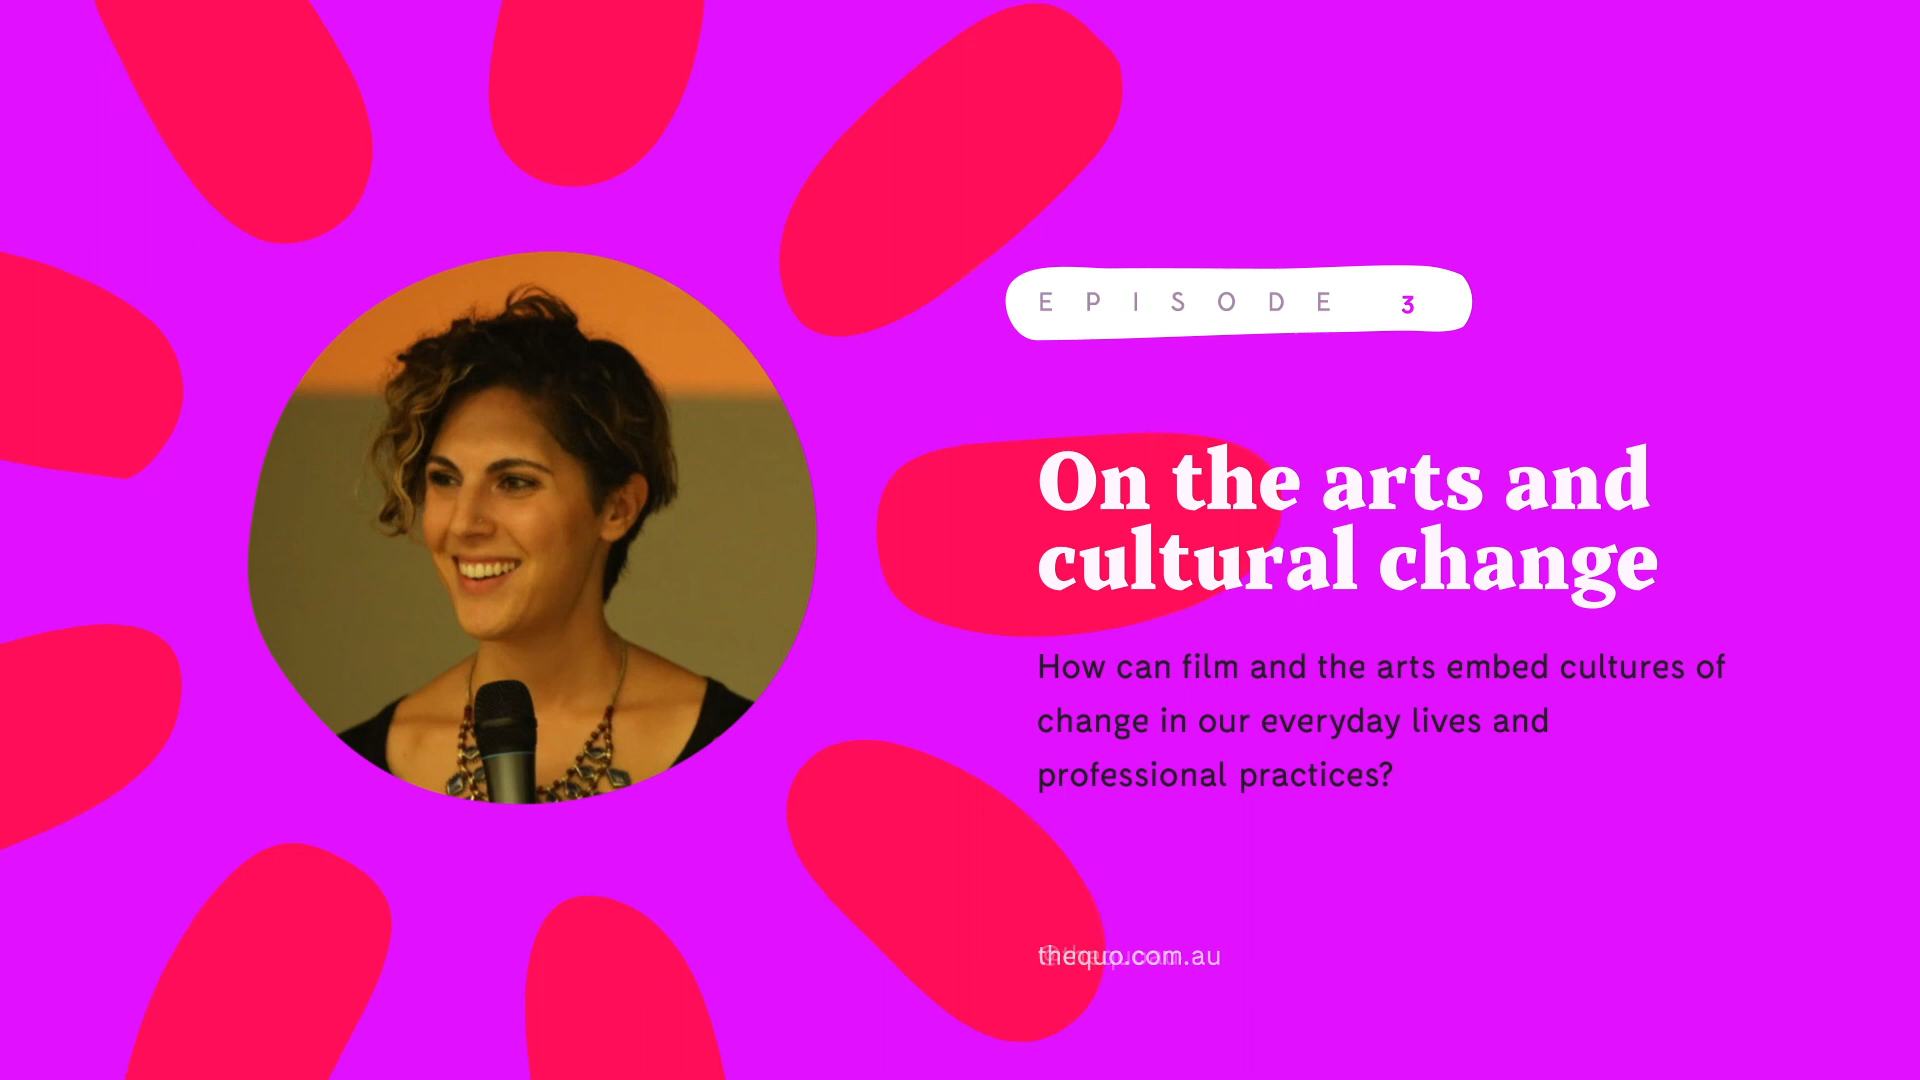 EPISODE 3
On the arts and
cultural change
How can film and the arts embed cultures of
change in our everyday lives and
professional practices?
thequo.com.au